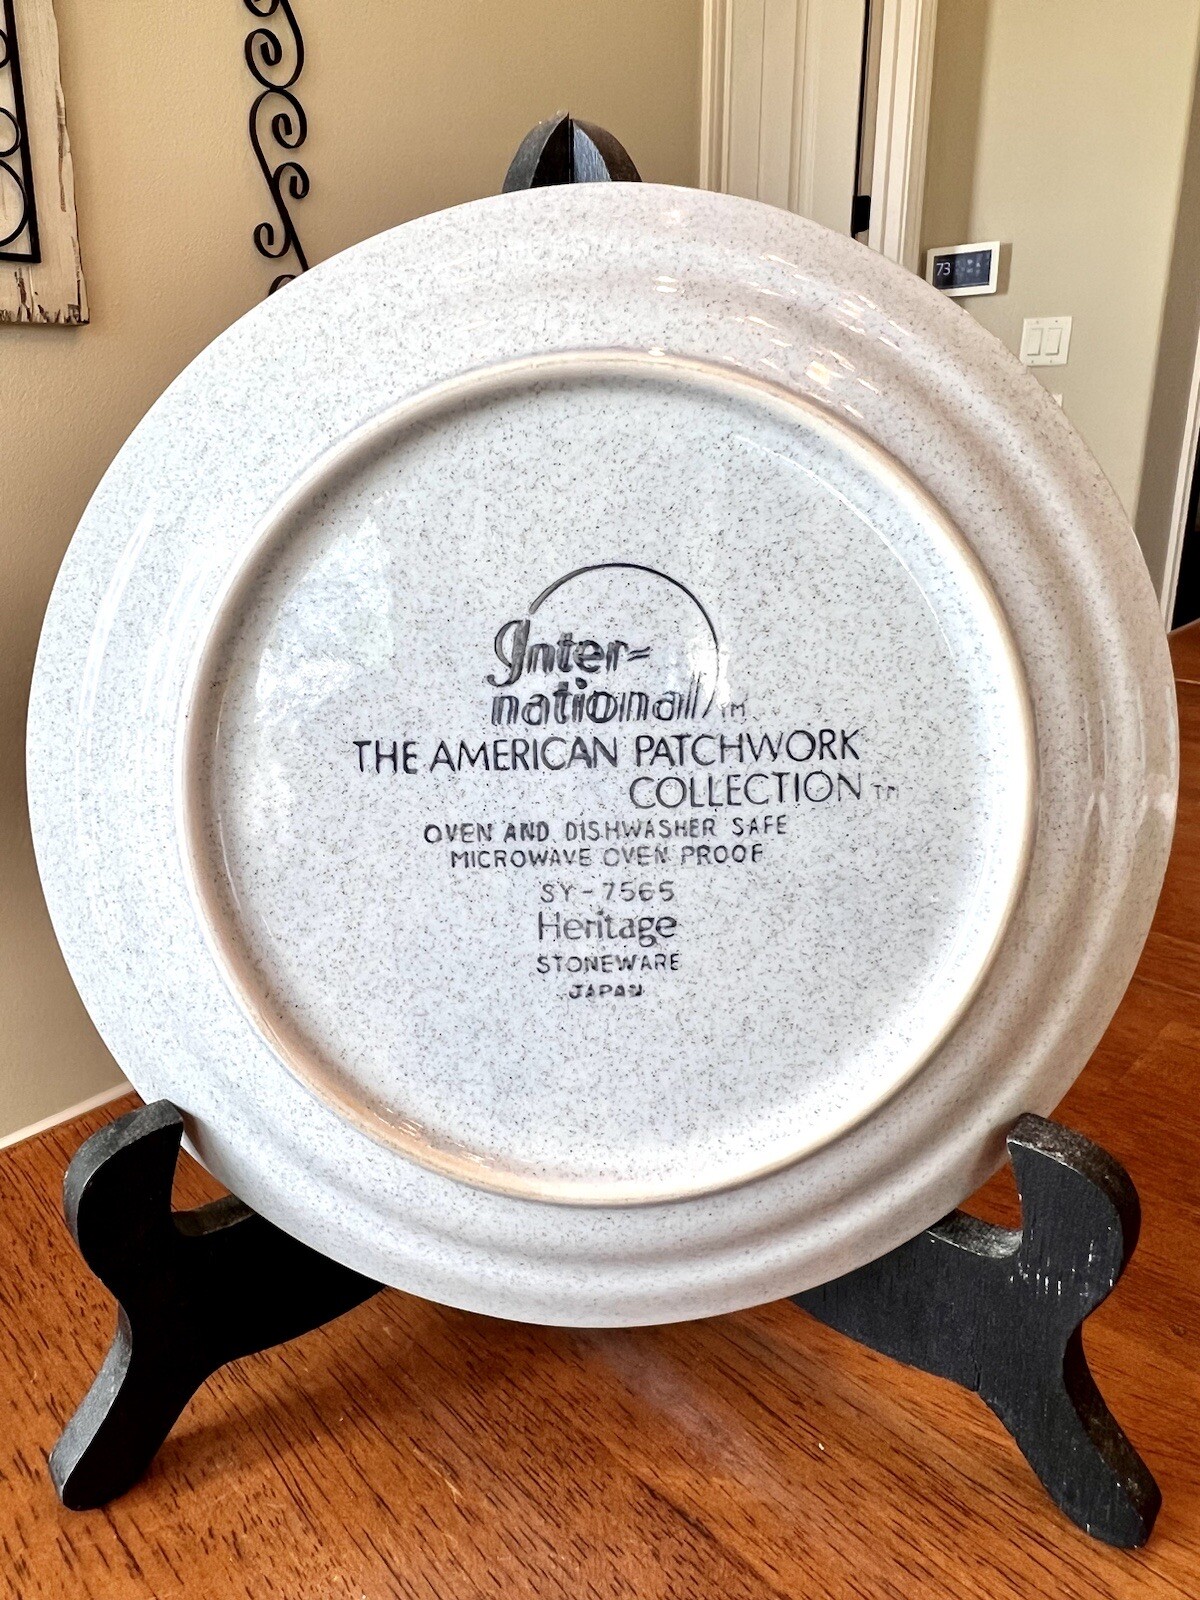 73
Inter-
national TM
THE AMERICAN PATCHWORK
COLLECTION TM
OVEN AND DISHWASHER SAFE
MICROWAVE OVEN PROOF
SY-7565
Heritage
STONEWARE
JAPAN